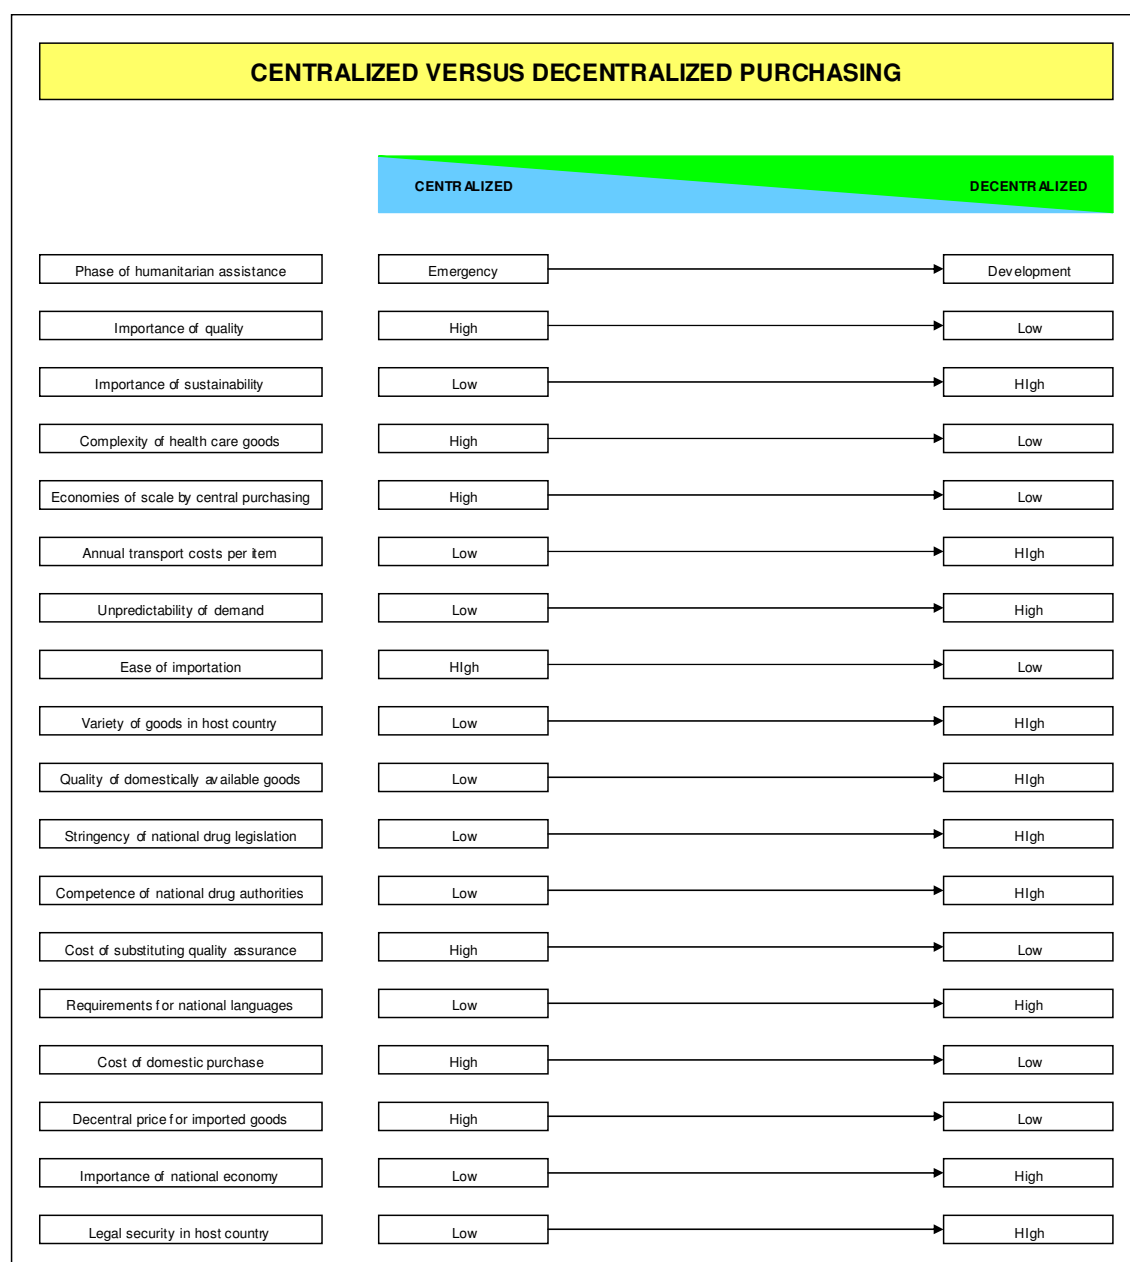 CENTRALIZED VERSUS DECENTRALIZED PURCHASING
CENTRALIZED DECENTRALIZED
Phase of humanitarian assistance Emergency Development
Importance of quality High Low
Importance of sustainability Low HIgh
Complexity of health care goods High Low
Economies of scale by central purchasing High Low
Annual transport costs per item Low HIgh
Unpredictability of demand Low High
Ease of importation HIgh Low
Variety of goods in host country Low HIgh
Quality of domestically available goods Low HIgh
Stringency of national drug legislation Low HIgh
Competence of national drug authorities Low HIgh
Cost of substituting quality assurance High Low
Requirements for national languages Low High
Cost of domestic purchase High Low
Decentral price for imported goods High Low
Importance of national economy Low High
Legal security in host country Low HIgh